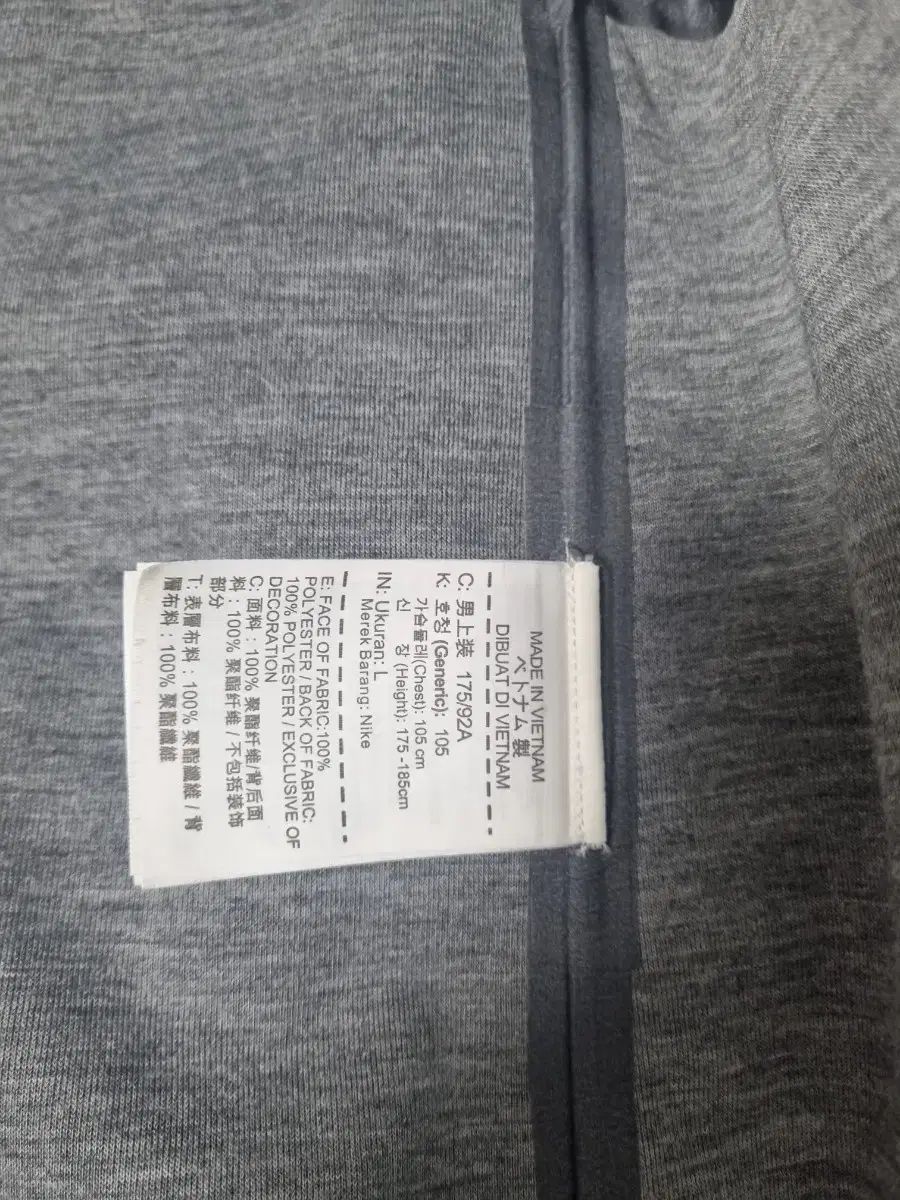 MADE IN VIETNAM
ベトナム製
DIBUAT DI VIETNAM
C: 男上装 175/92A
K: 호칭 (Generic): 105
가슴둘레(Chest): 105 cm
신 장 (Height): 175 -185cm
IN: Ukuran: L
Merek Barang: Nike
E: FACE OF FABRIC:100%
POLYESTER / BACK OF FABRIC:
100% POLYESTER / EXCLUSIVE OF
DECORATION
C: 面料 : 100% 聚酯纤维/背后面
料 : 100% 聚酯纤维 / 不包括装饰
部分
T: 表層布料 : 100% 聚酯纖維 / 背
層布料 : 100% 聚酯纖維